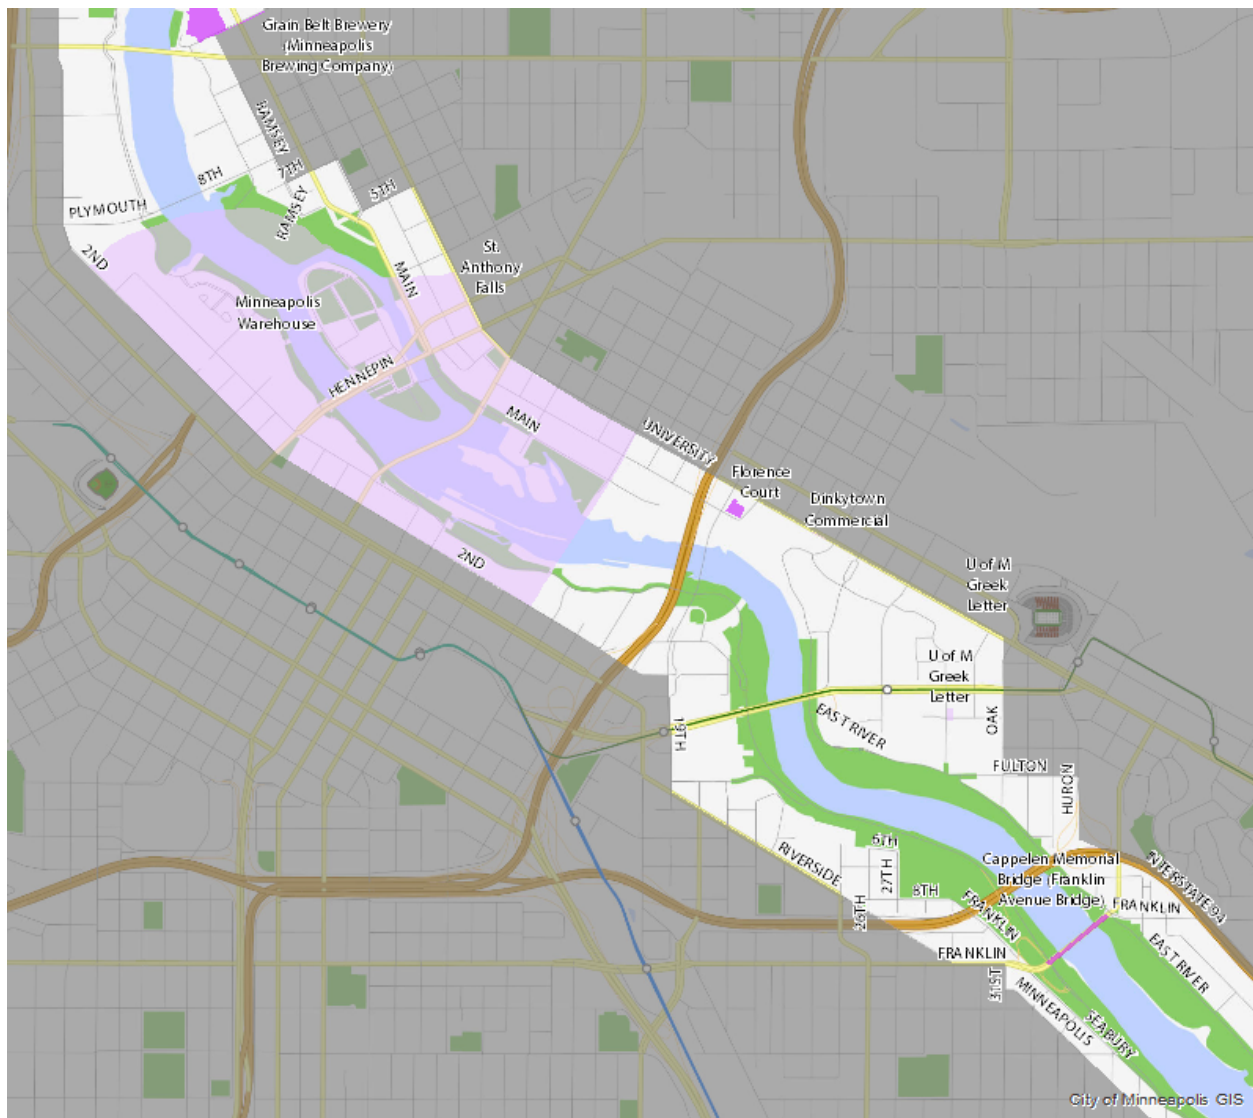 Grain Belt Brewery
(Minneapolis
Brewing Company)
RAMSEY
7TH
8TH
5TH
RAMSEY
PLYMOUTH
2ND
St.
Anthony
Falls
MAIN
Minneapolis
Warehouse
HENNEPIN
MAIN
UNIVERSITY
Florence
Court
Dinkytown
Commercial
2ND
U of M
Greek
Letter
U of M
Greek
Letter
EAST RIVER
OAK
19TH
FULTON
HURON
RIVERSIDE
6TH
27TH
8TH
26TH
Cappelen Memorial
Bridge (Franklin
Avenue Bridge)
INTERSTATE 94
FRANKLIN
FRANKLIN
FRANKLIN
EAST RIVER
31ST
MINNEAPOLIS
SEABURY
City of Minneapolis GIS